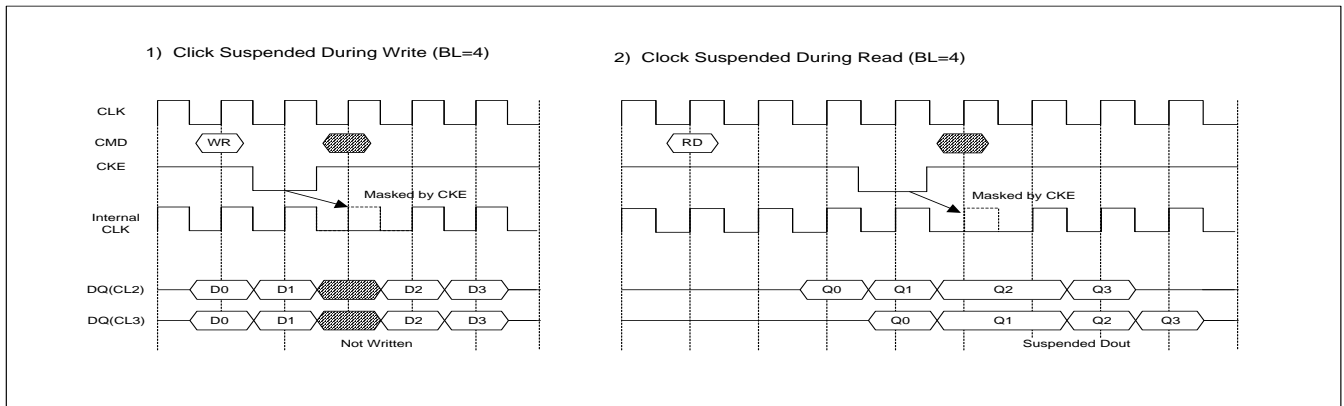 1) Click Suspended During Write (BL=4)
CLK
CMD
WR
CKE
Masked by CKE
Internal
CLK
DQ(CL2)
D0
D1
D2
D3
DQ(CL3)
D0
D1
D2
D3
Not Written
2) Clock Suspended During Read (BL=4)
RD
Masked by CKE
Q0
Q1
Q2
Q3
Q0
Q1
Q2
Q3
Suspended Dout